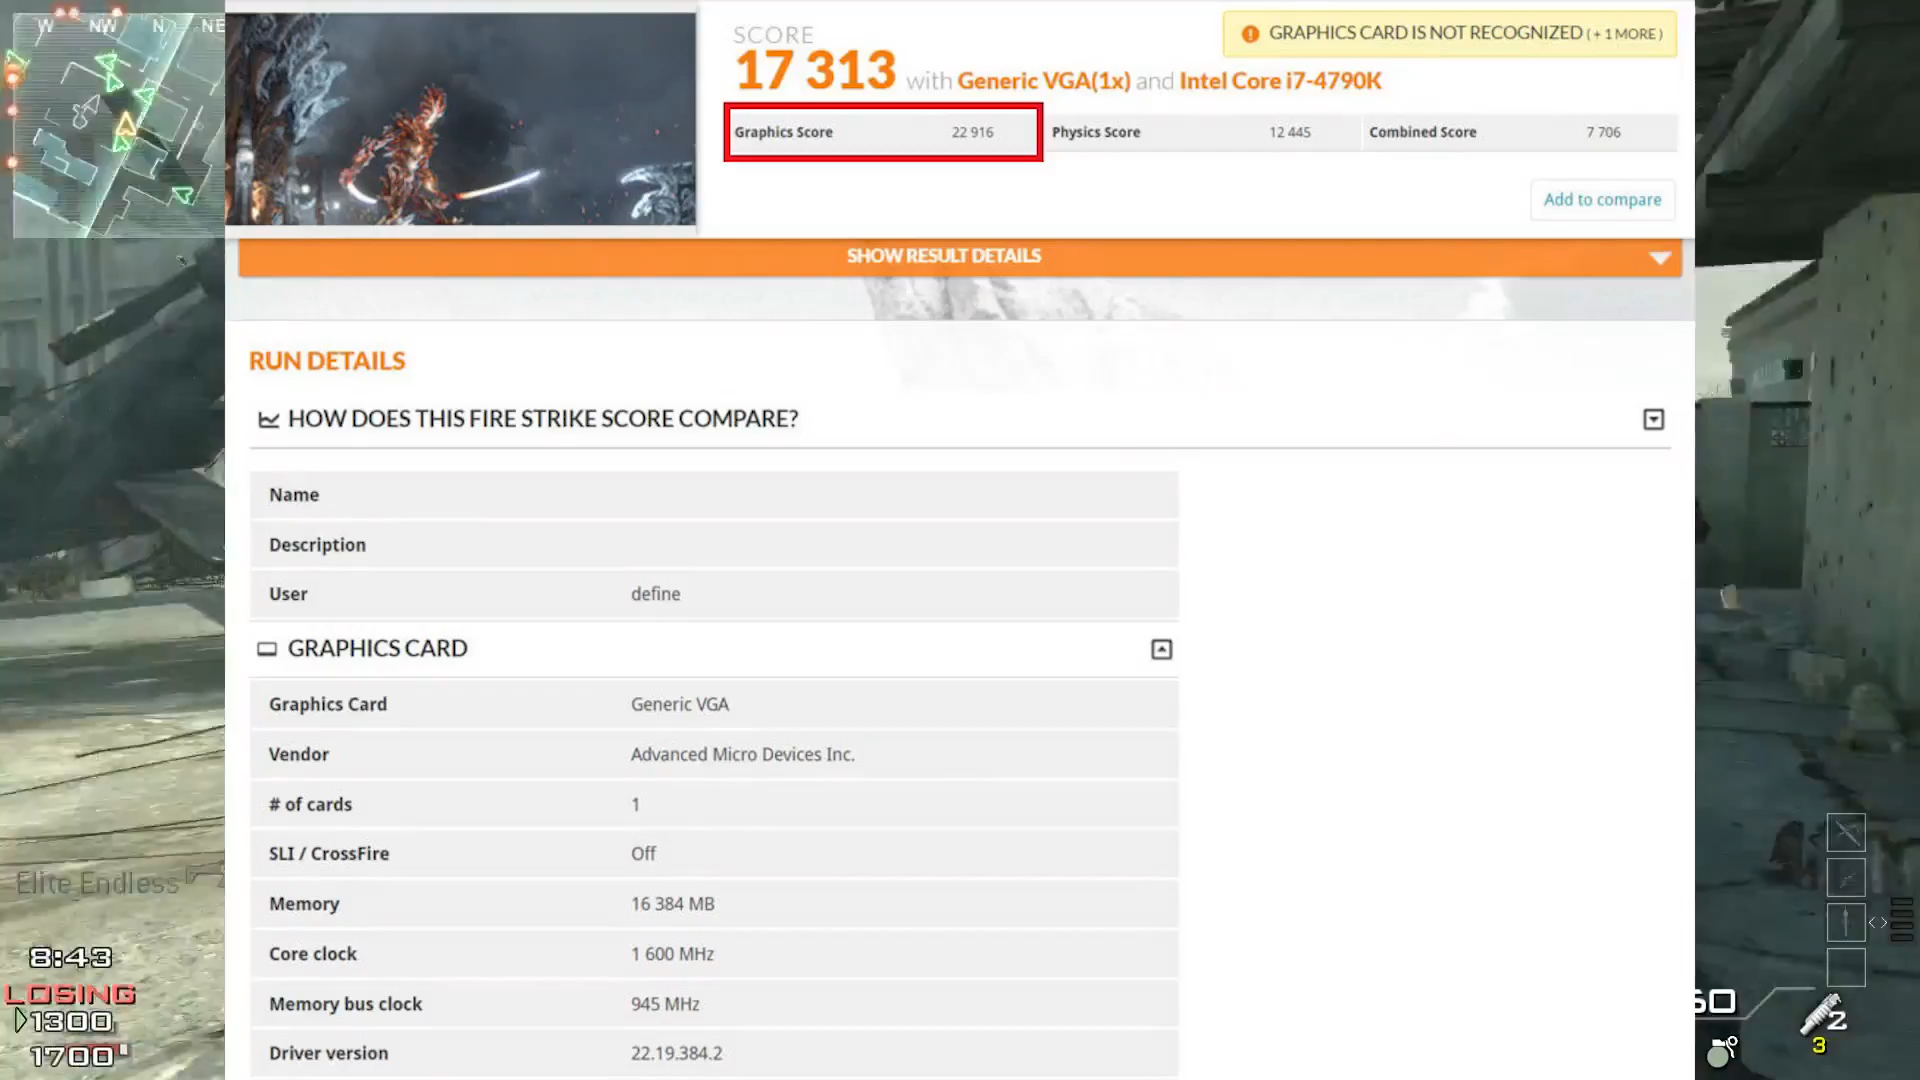 W NW N NE
SCORE
17 313 with Generic VGA(1x) and Intel Core i7-4790K
GRAPHICS CARD IS NOT RECOGNIZED ( + 1 MORE )
Graphics Score 22 916 Physics Score 12 445 Combined Score 7 706
Add to compare
SHOW RESULT DETAILS
RUN DETAILS
HOW DOES THIS FIRE STRIKE SCORE COMPARE?
Name
Description
User define
GRAPHICS CARD
Graphics Card Generic VGA
Vendor Advanced Micro Devices Inc.
# of cards 1
SLI / CrossFire Off
Memory 16 384 MB
Core clock 1 600 MHz
Memory bus clock 945 MHz
Driver version 22.19.384.2
Elite Endless
8:43
LOSING
1300
1700
60
2
3